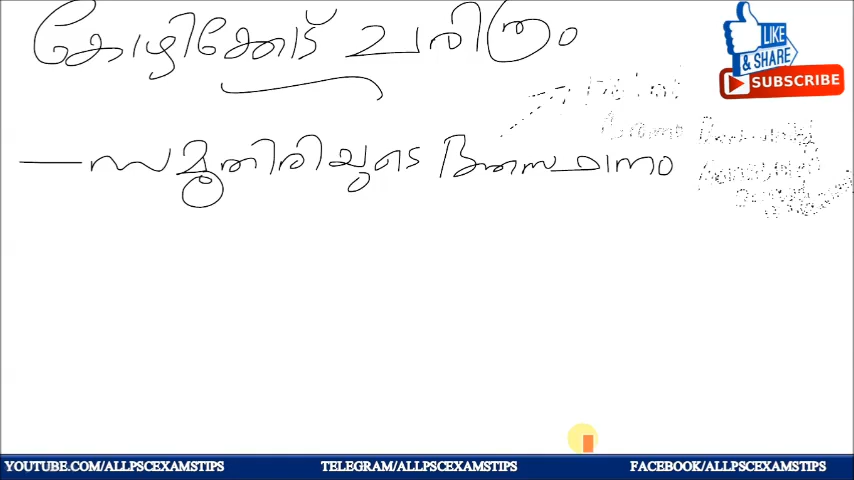 കോഴിക്കോട് ചരിത്രം
LIKE
& SHARE
SUBSCRIBE
— സാമൂതിരിയുടെ ആസ്ഥാനം
YOUTUBE.COM/ALLPSCEXAMSTIPS
TELEGRAM/ALLPSCEXAMSTIPS
FACEBOOK/ALLPSCEXAMSTIPS